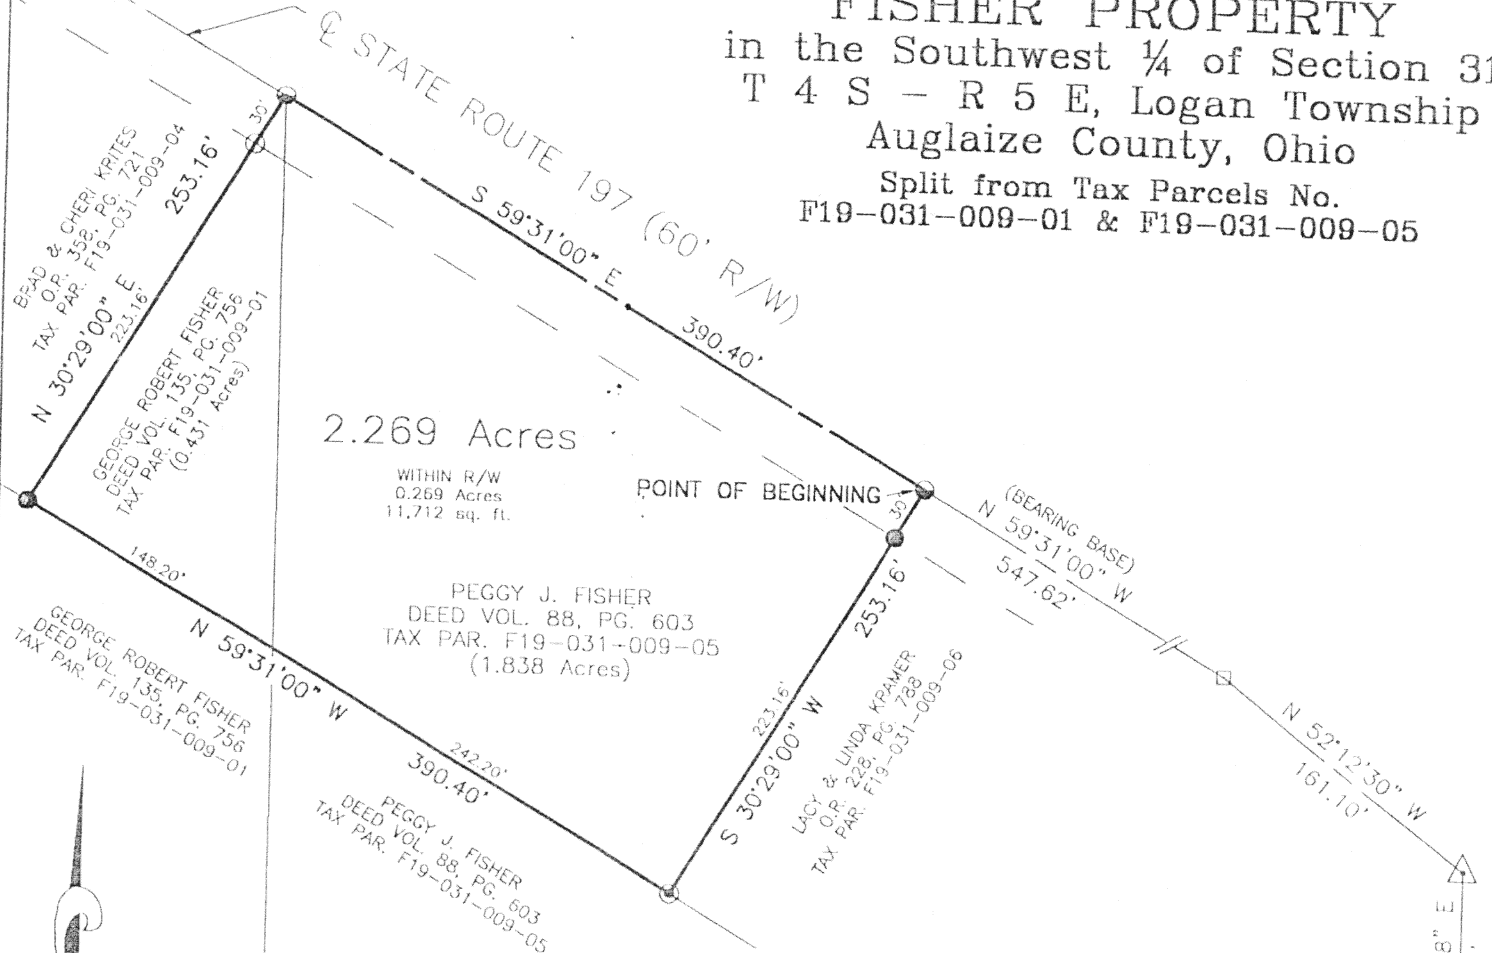 FISHER PROPERTY
in the Southwest ¼ of Section 31
T 4 S – R 5 E, Logan Township
Auglaize County, Ohio
Split from Tax Parcels No.
F19–031–009–01 & F19–031–009–05
℄ STATE ROUTE 197 (60' R/W)
30'
253.16'
BRAD & CHERI KRITES
O.R. 358, PG. 721
TAX PAR. F19–031–009–04
N 30°29'00" E
223.16'
GEORGE ROBERT FISHER
DEED VOL. 135, PG. 756
TAX PAR. F19–031–009–01
(0.431 Acres)
S 59°31'00" E
390.40'
2.269 Acres
WITHIN R/W
0.269 Acres
11,712 sq. ft.
POINT OF BEGINNING
30'
(BEARING BASE)
N 59°31'00" W
547.62'
PEGGY J. FISHER
DEED VOL. 88, PG. 603
TAX PAR. F19–031–009–05
(1.838 Acres)
253.16'
223.16'
S 30°29'00" W
LACY & LINDA KRAMER
O.R. 228, PG. 788
TAX PAR. F19–031–009–06
148.20'
N 59°31'00" W
242.20'
390.40'
GEORGE ROBERT FISHER
DEED VOL. 135, PG. 756
TAX PAR. F19–031–009–01
PEGGY J. FISHER
DEED VOL. 88, PG. 603
TAX PAR. F19–031–009–05
N 52°12'30" W
161.10'
8" E